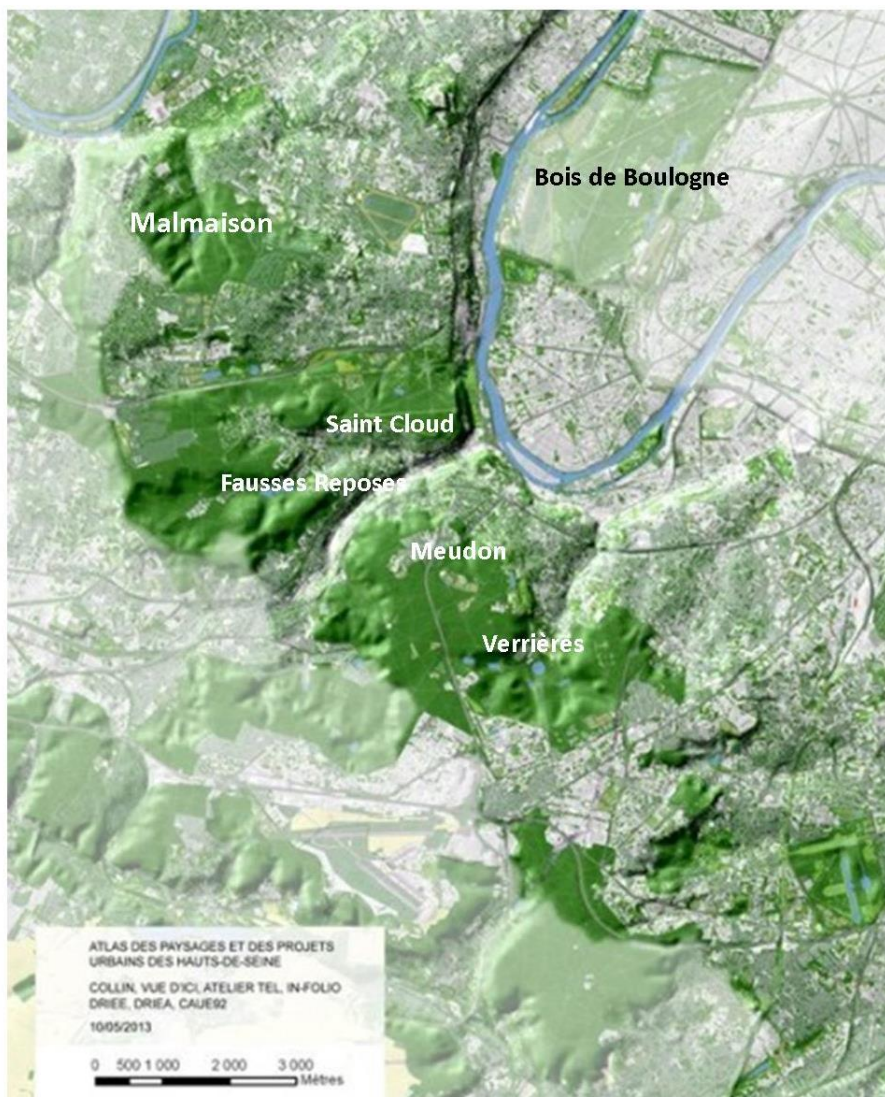 Bois de Boulogne
Malmaison
Saint Cloud
Fausses Reposes
Meudon
Verrières
ATLAS DES PAYSAGES ET DES PROJETS
URBAINS DES HAUTS-DE-SEINE
COLLIN, VUE D'ICI, ATELIER TEL, IN-FOLIO
DRIEE, DRIEA, CAUE92
10/05/2013
0 500 1 000 2 000 3 000
Mètres